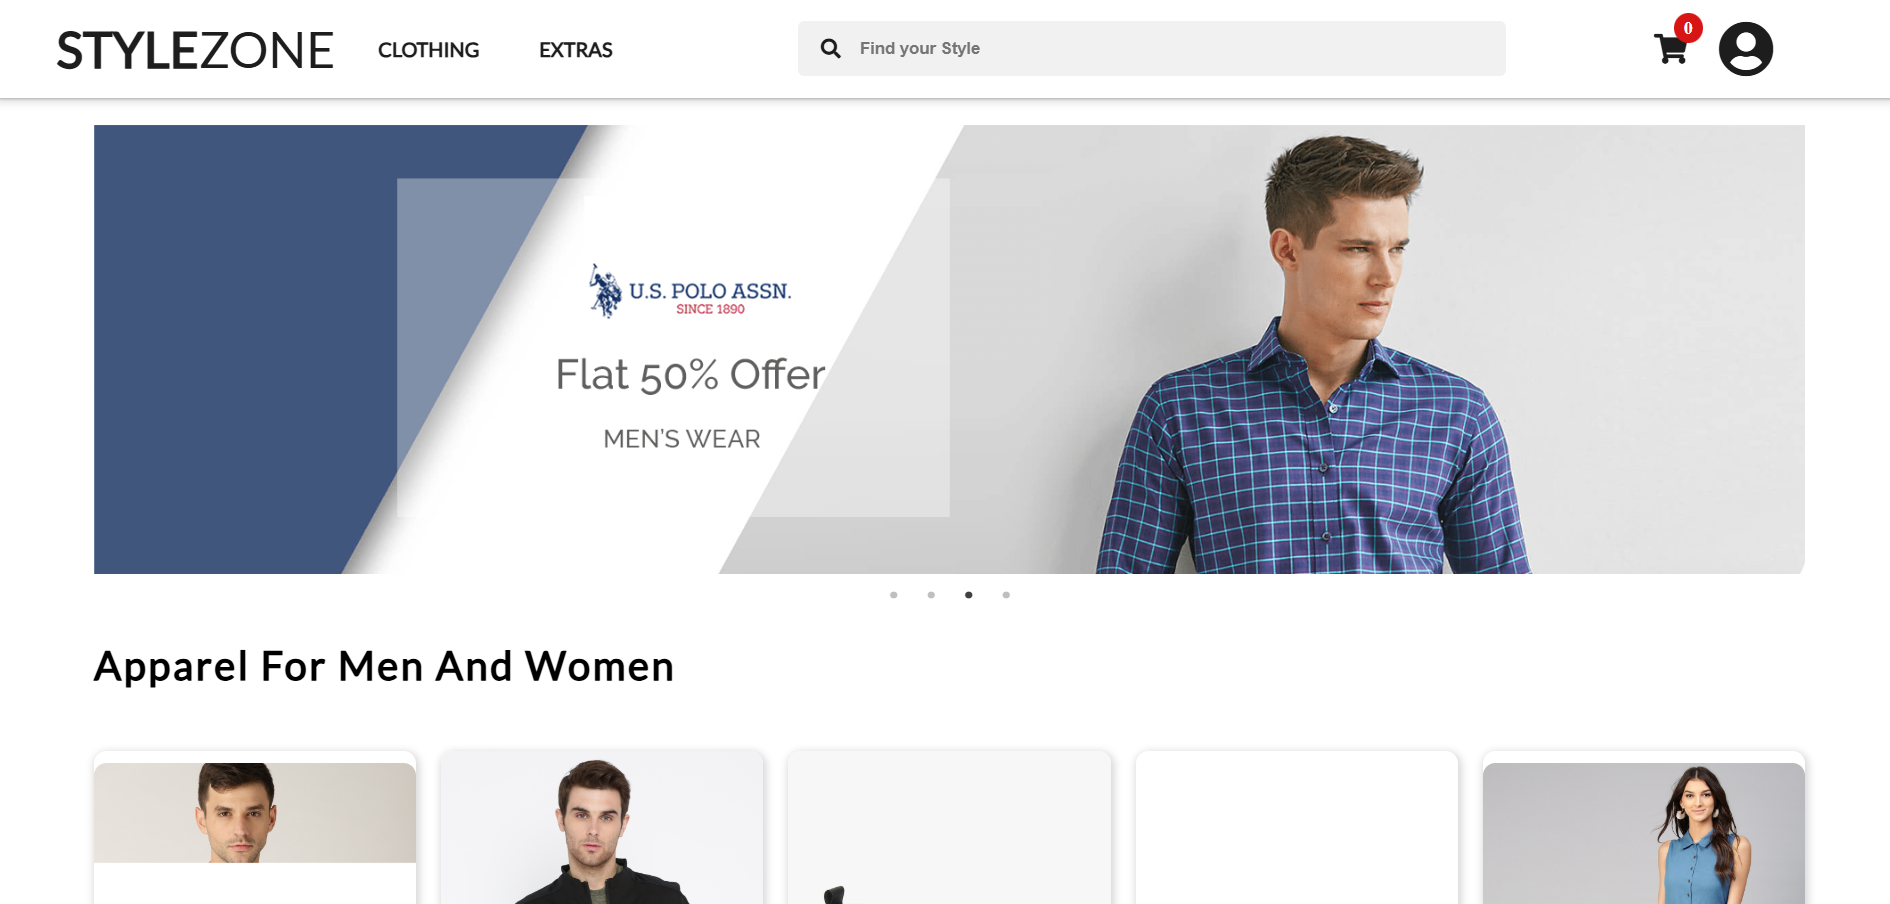 STYLEZONE CLOTHING EXTRAS Find your Style 0
U.S. POLO ASSN.
SINCE 1890
Flat 50% Offer
MEN'S WEAR
Apparel For Men And Women